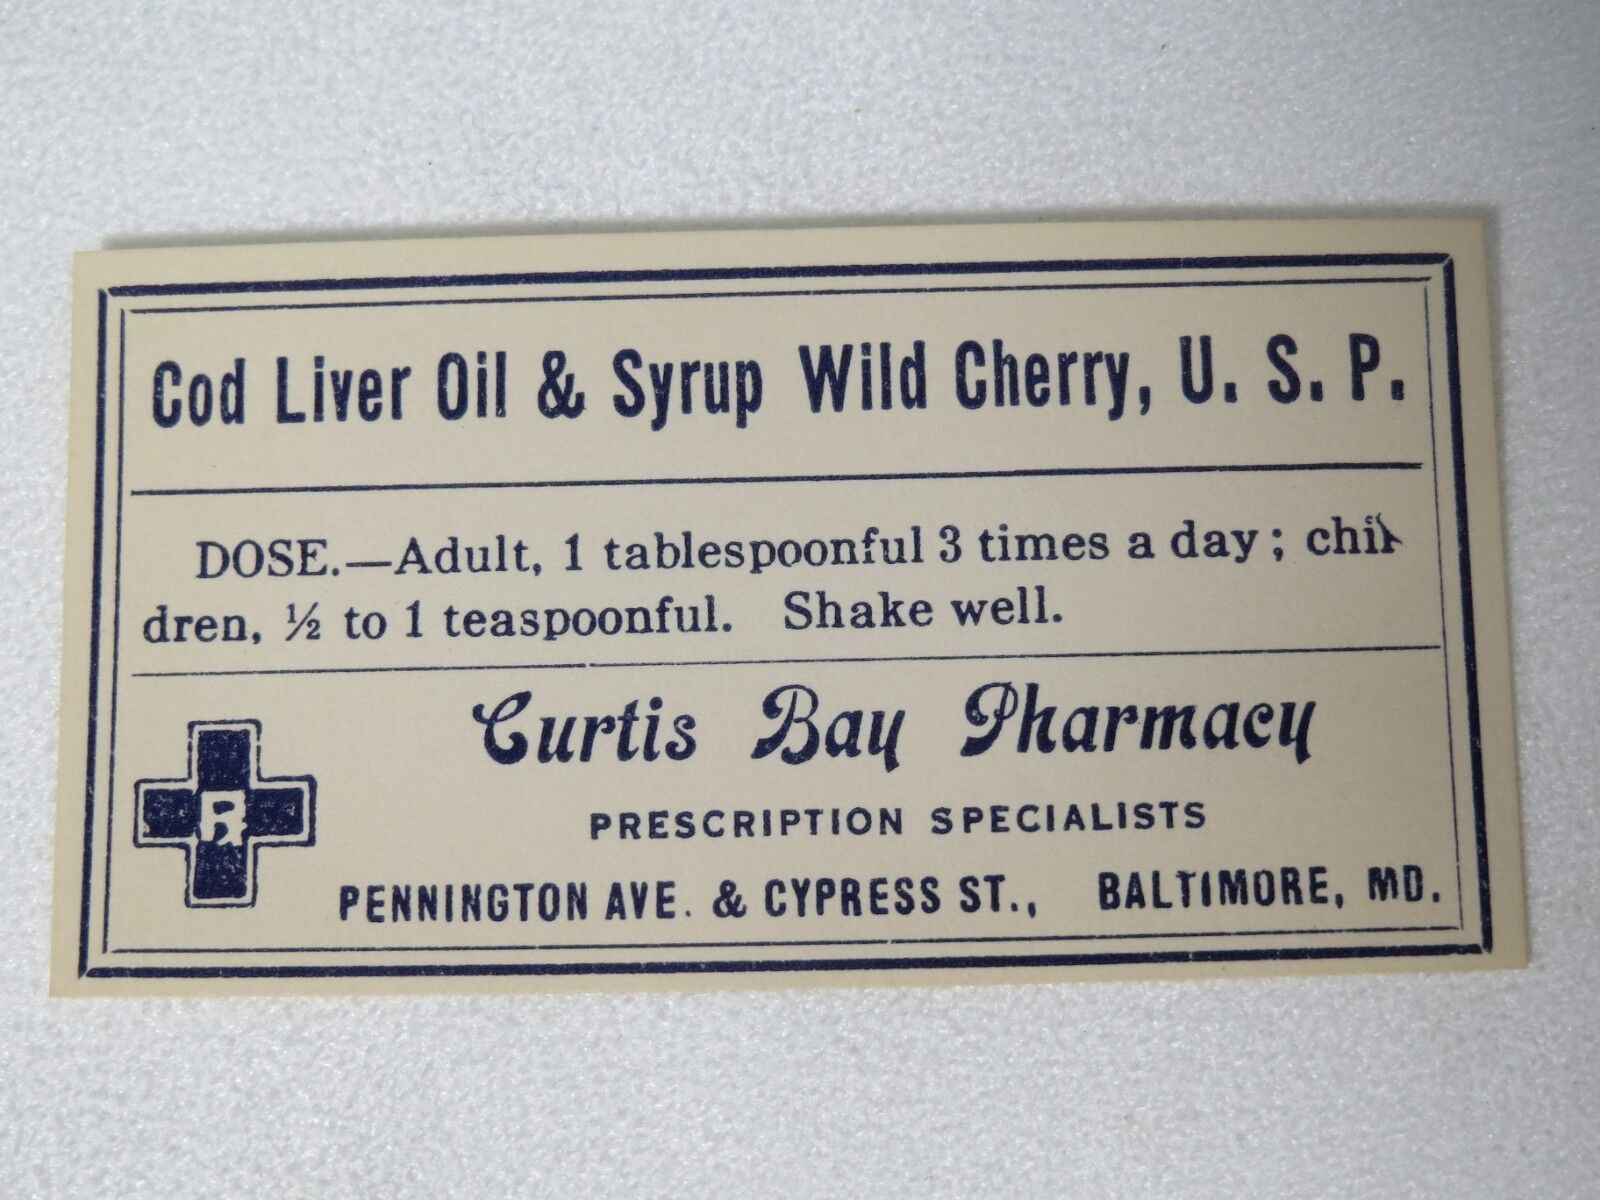 Cod Liver Oil & Syrup Wild Cherry, U. S. P.
DOSE.—Adult, 1 tablespoonful 3 times a day; chil
dren, ½ to 1 teaspoonful. Shake well.
Curtis Bay Pharmacy
℞
PRESCRIPTION SPECIALISTS
PENNINGTON AVE. & CYPRESS ST., BALTIMORE, MD.